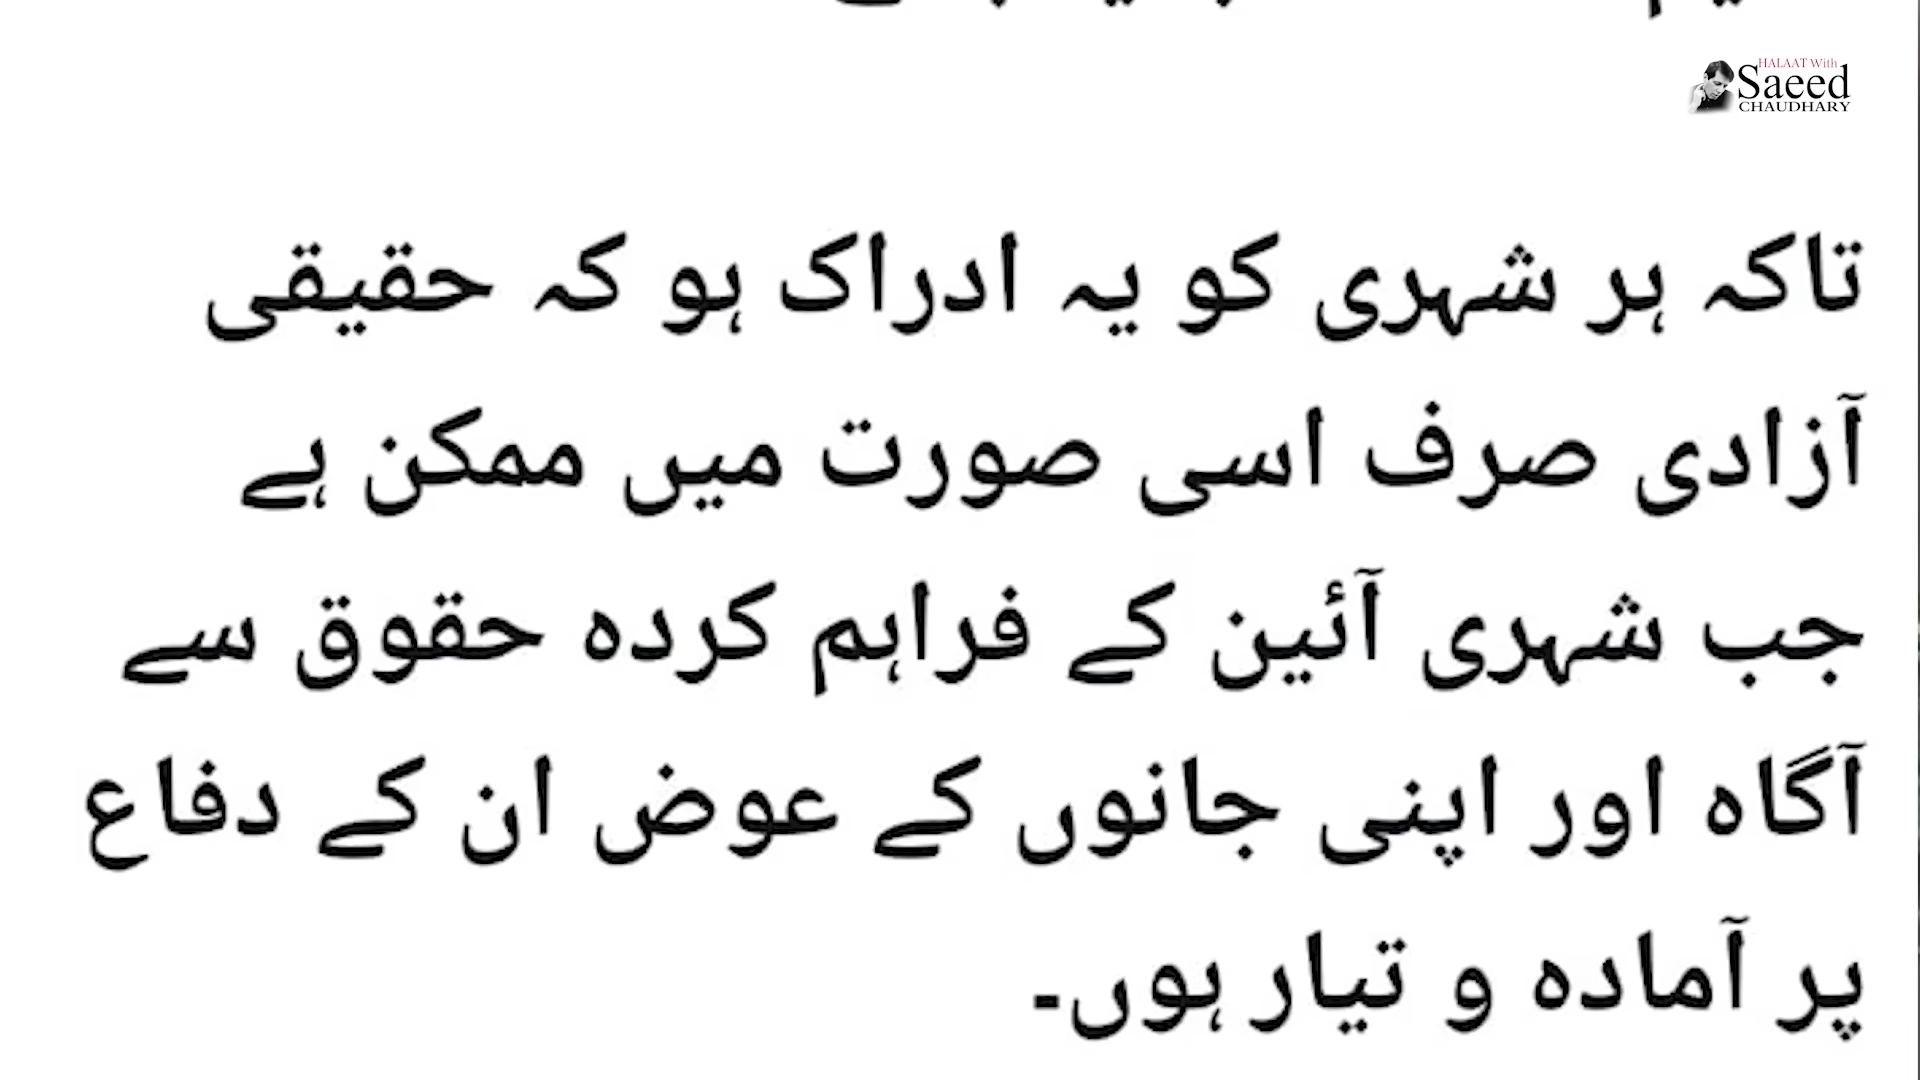 HALAAT With
Saeed
CHAUDHARY
تاکہ ہر شہری کو یہ ادراک ہو کہ حقیقی
آزادی صرف اسی صورت میں ممکن ہے
جب شہری آئین کے فراہم کردہ حقوق سے
آگاہ اور اپنی جانوں کے عوض ان کے دفاع
پر آمادہ و تیار ہوں۔